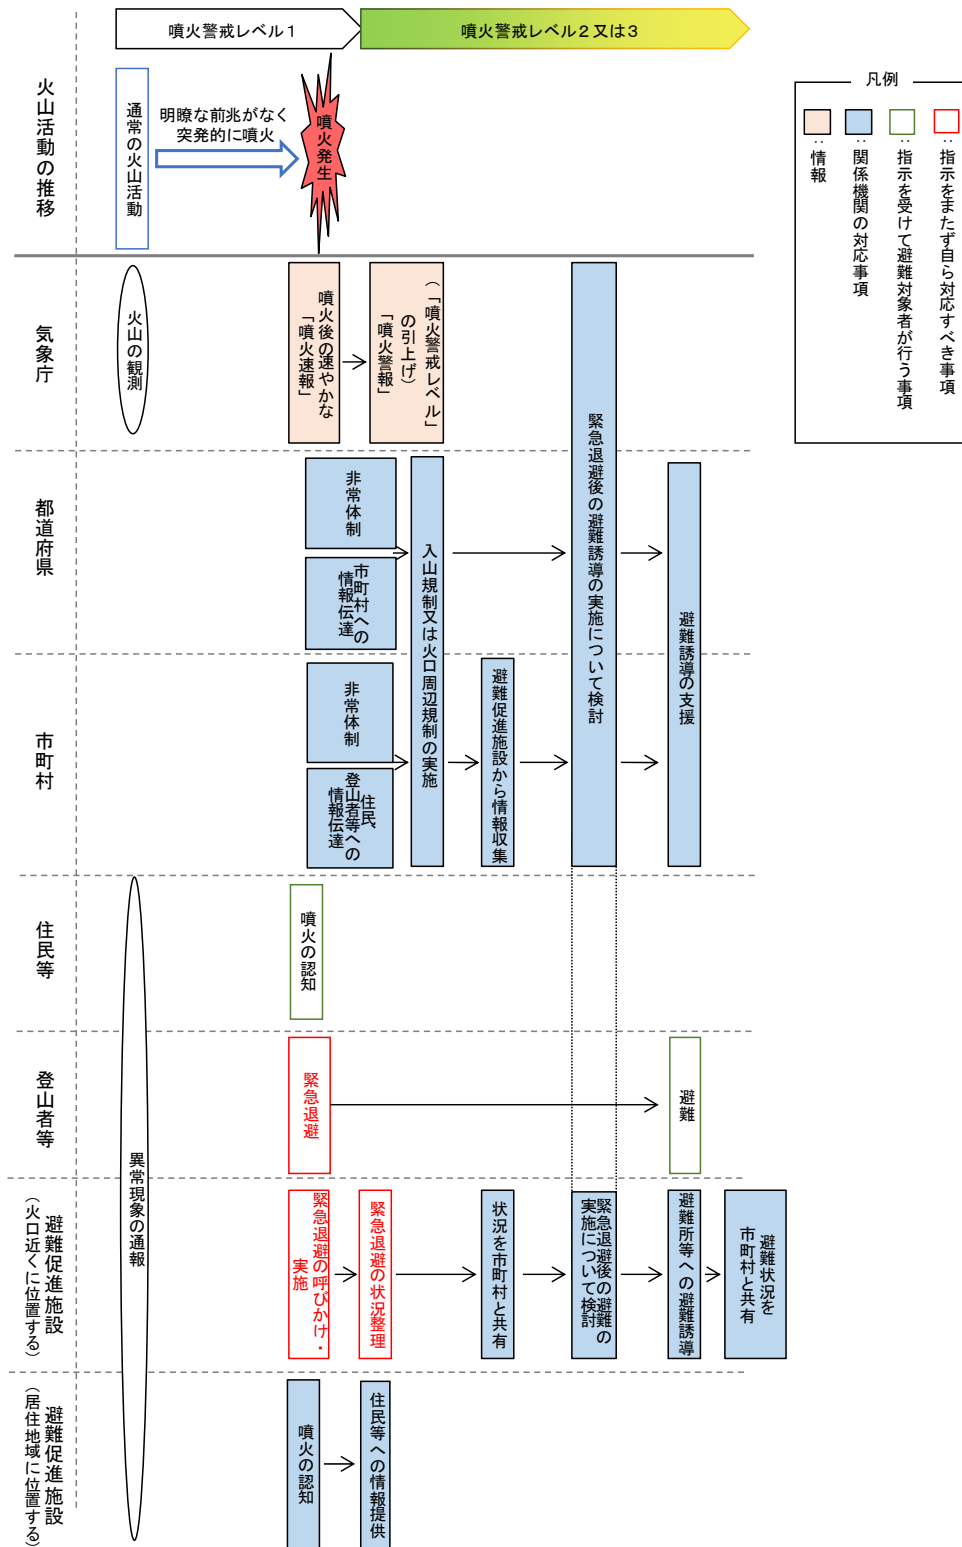 噴火警戒レベル１
噴火警戒レベル２又は３
火山活動の推移
通常の火山活動
明瞭な前兆がなく
突発的に噴火
噴火発生
凡例
：情報
：関係機関の対応事項
：指示を受けて避難対象者が行う事項
：指示をまたず自ら対応すべき事項
気象庁
火山の観測
噴火後の速やかな
「噴火速報」
（「噴火警戒レベル」
の引上げ）
「噴火警報」
緊急退避後の避難誘導の実施について検討
都道府県
非常体制
市町村への
情報伝達
入山規制又は火口周辺規制の実施
避難誘導の支援
市町村
非常体制
住民、
登山者等への
情報伝達
避難促進施設から情報収集
住民等
異常現象の通報
噴火の認知
登山者等
緊急退避
避難
避難促進施設
（火口近くに位置する）
緊急退避の呼びかけ・
実施
緊急退避の状況整理
状況を市町村と共有
緊急退避後の避難の
実施について検討
避難所等への避難誘導
避難状況を
市町村と共有
避難促進施設
（居住地域に位置する）
噴火の認知
住民等への情報提供